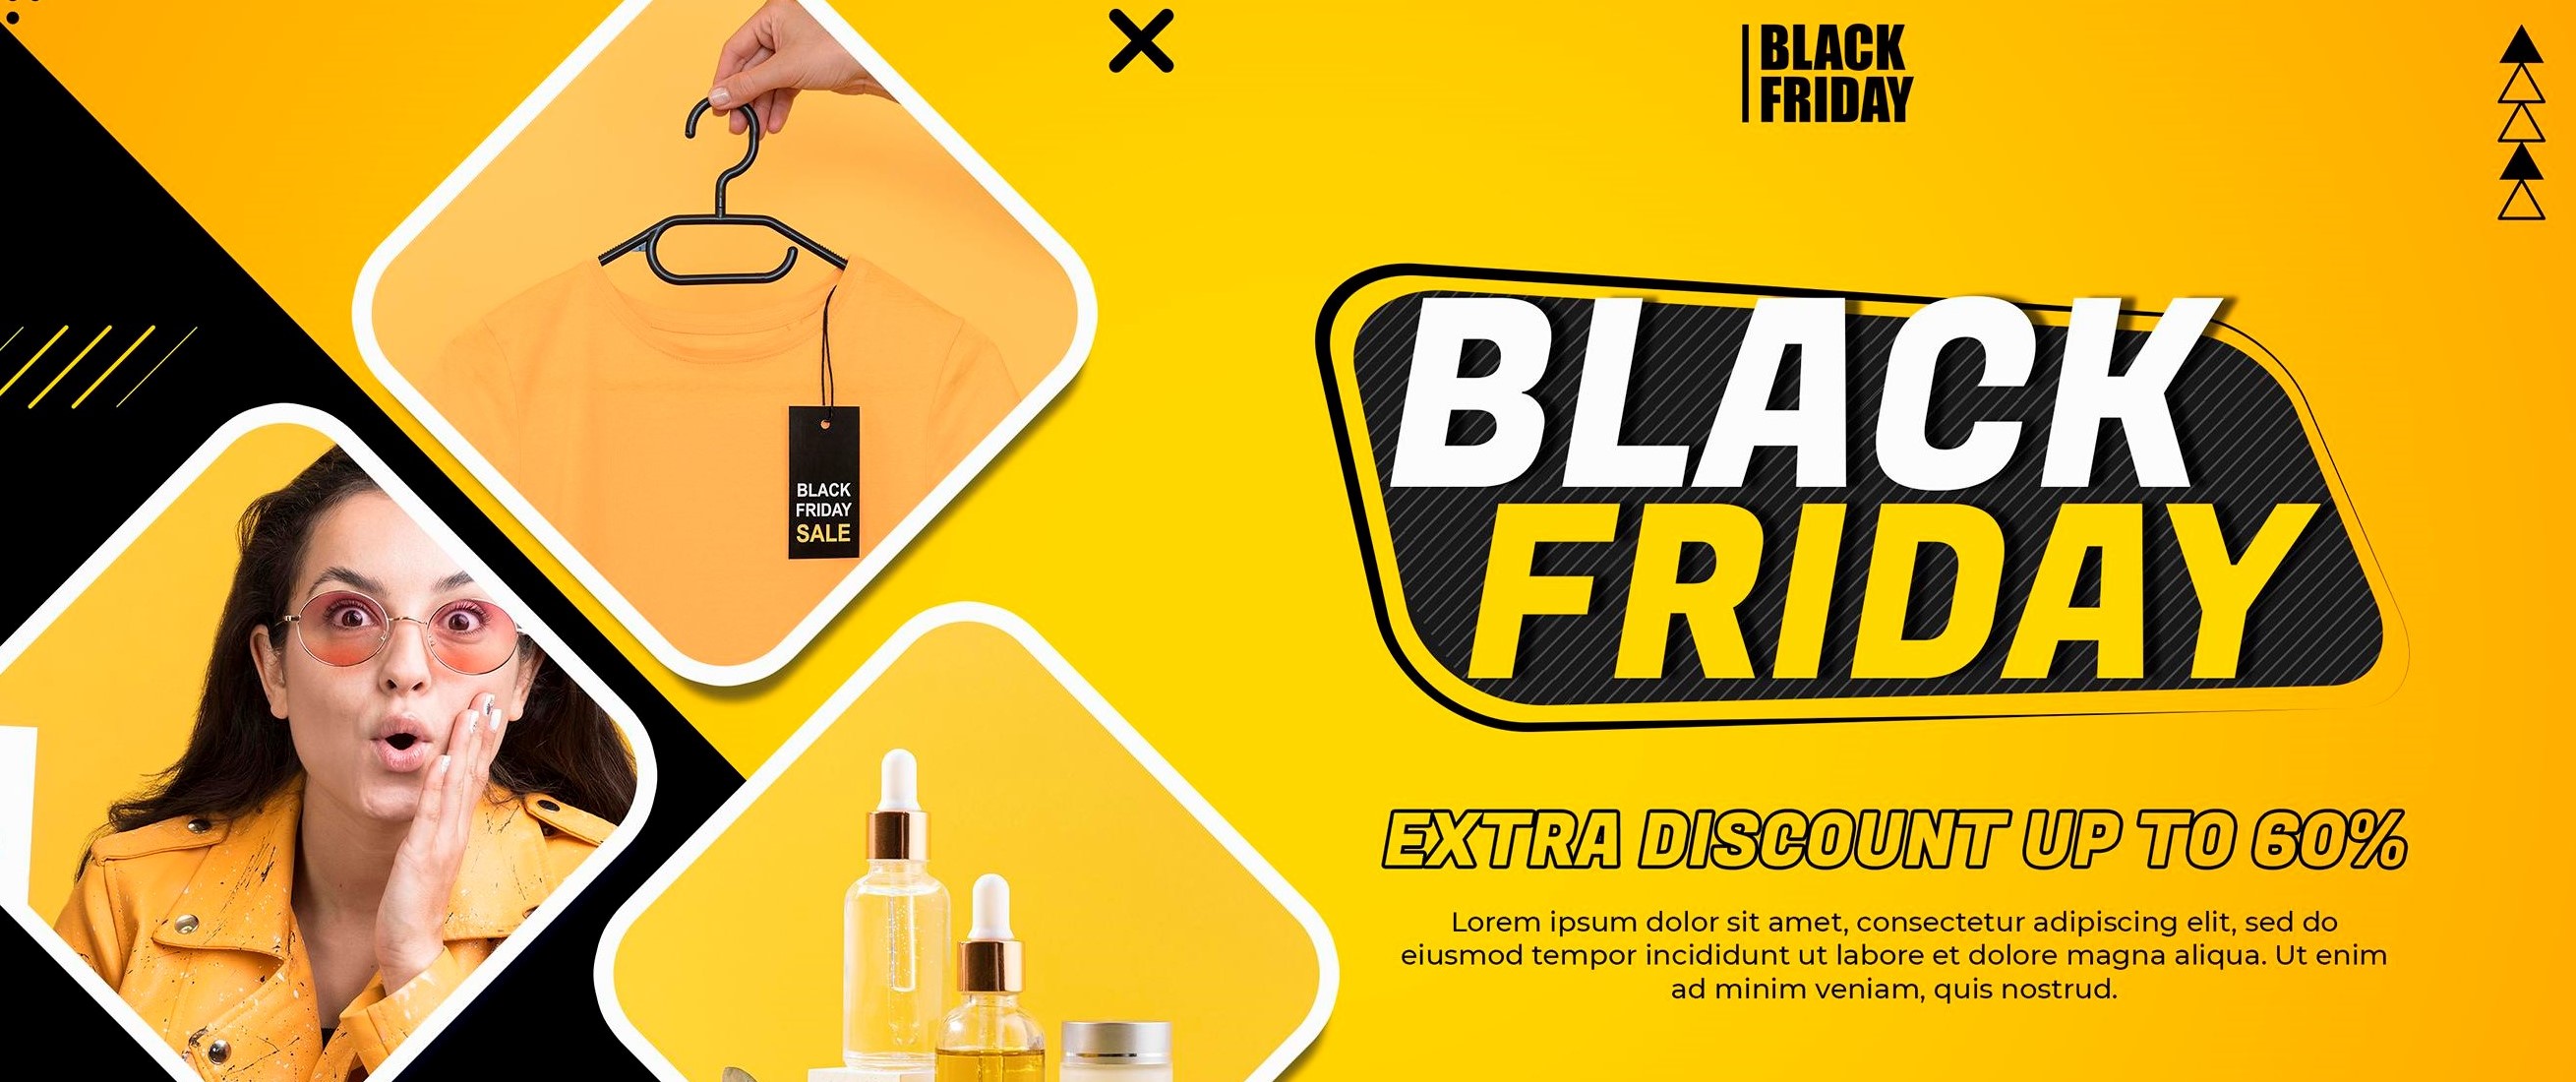 BLACK
FRIDAY
BLACK
FRIDAY
SALE
BLACK
FRIDAY
EXTRA DISCOUNT UP TO 60%
Lorem ipsum dolor sit amet, consectetur adipiscing elit, sed do
eiusmod tempor incididunt ut labore et dolore magna aliqua. Ut enim
ad minim veniam, quis nostrud.